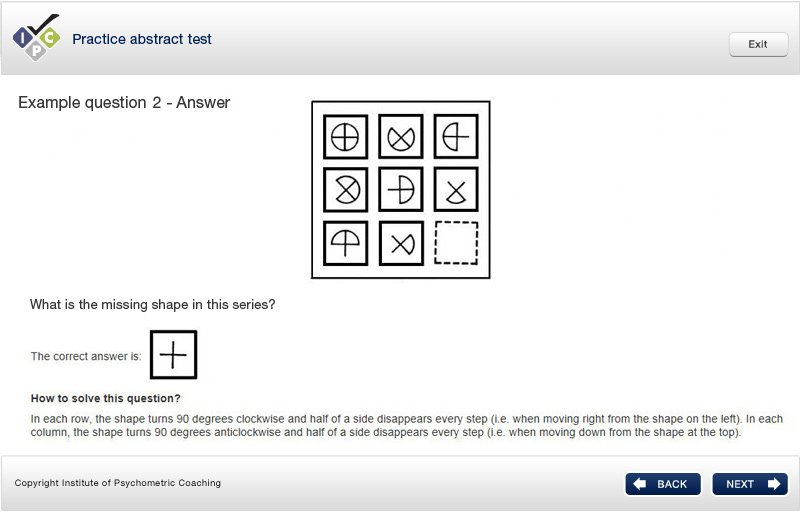 I P C
Practice abstract test
Exit
Example question 2 - Answer
What is the missing shape in this series?
The correct answer is:
How to solve this question?
In each row, the shape turns 90 degrees clockwise and half of a side disappears every step (i.e. when moving right from the shape on the left). In each
column, the shape turns 90 degrees anticlockwise and half of a side disappears every step (i.e. when moving down from the shape at the top).
Copyright Institute of Psychometric Coaching
BACK
NEXT